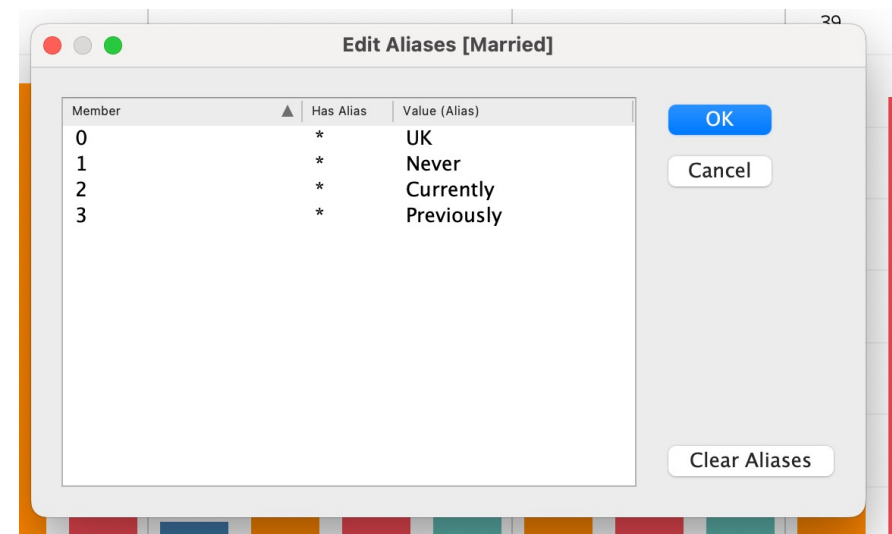 39
Edit Aliases [Married]
Member Has Alias Value (Alias)
0 * UK
1 * Never
2 * Currently
3 * Previously
OK
Cancel
Clear Aliases